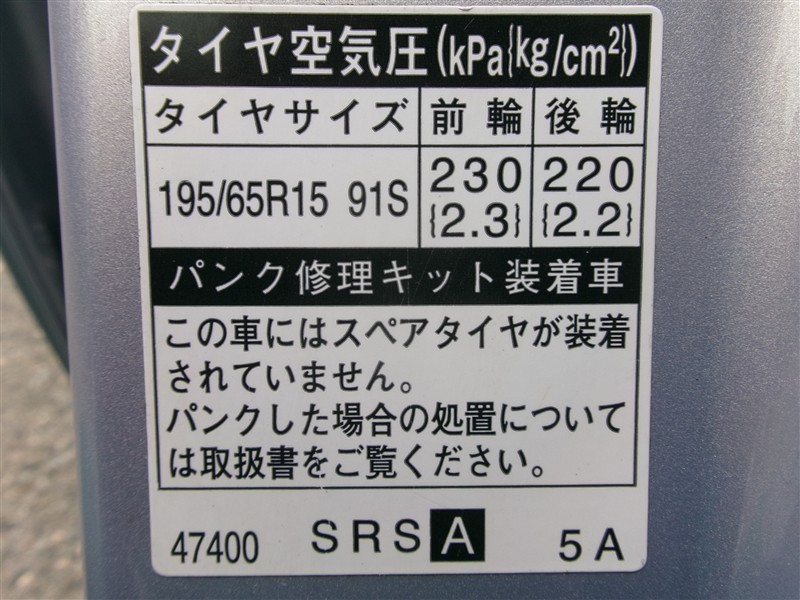 タイヤ空気圧(kPa{kg/cm²})
タイヤサイズ 前輪 後輪
195/65R15 91S 230 {2.3} 220 {2.2}
パンク修理キット装着車
この車にはスペアタイヤが装着
されていません。
パンクした場合の処置について
は取扱書をご覧ください。
47400 SRS A 5A